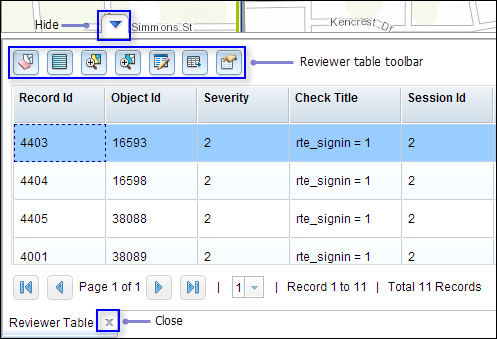 Hide
Simmons St
Kencrest Dr
Reviewer table toolbar
Record Id Object Id Severity Check Title Session Id
4403 16593 2 rte_signin = 1 2
4404 16598 2 rte_signin = 1 2
4405 38088 2 rte_signin = 1 2
4001 38089 2 rte_signin = 1 2
Page 1 of 1 | 1 | Record 1 to 11 | Total 11 Records
Reviewer Table x Close